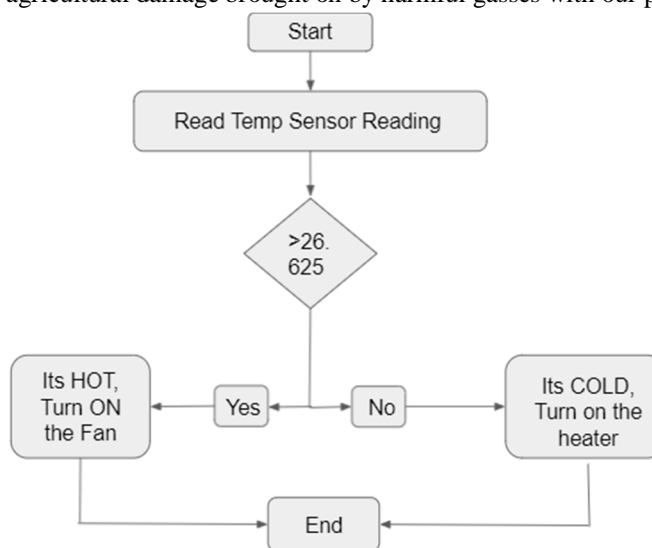 agricultural damage brought on by harmful gasses with our p
Start
Read Temp Sensor Reading
>26.
625
Its HOT,
Turn ON
the Fan
Yes
No
Its COLD,
Turn on the
heater
End